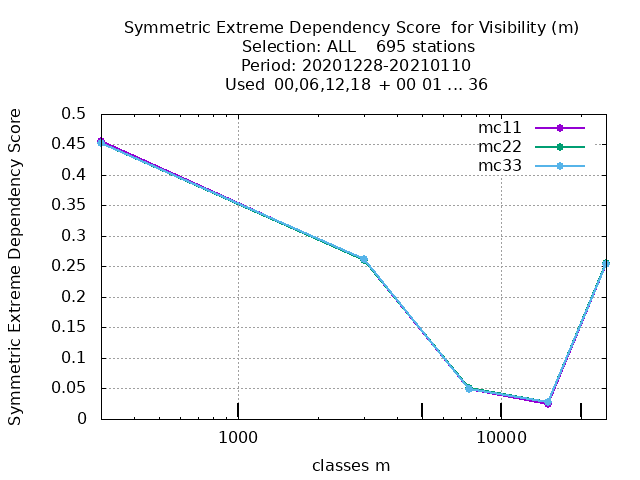 Symmetric Extreme Dependency Score  for Visibility (m)
Selection: ALL    695 stations
Period: 20201228-20210110
Used  00,06,12,18  + 00 01 ... 36
Symmetric Extreme Dependency Score
0.5
0.45
0.4
0.35
0.3
0.25
0.2
0.15
0.1
0.05
0
mc11
mc22
mc33
1000
10000
classes m